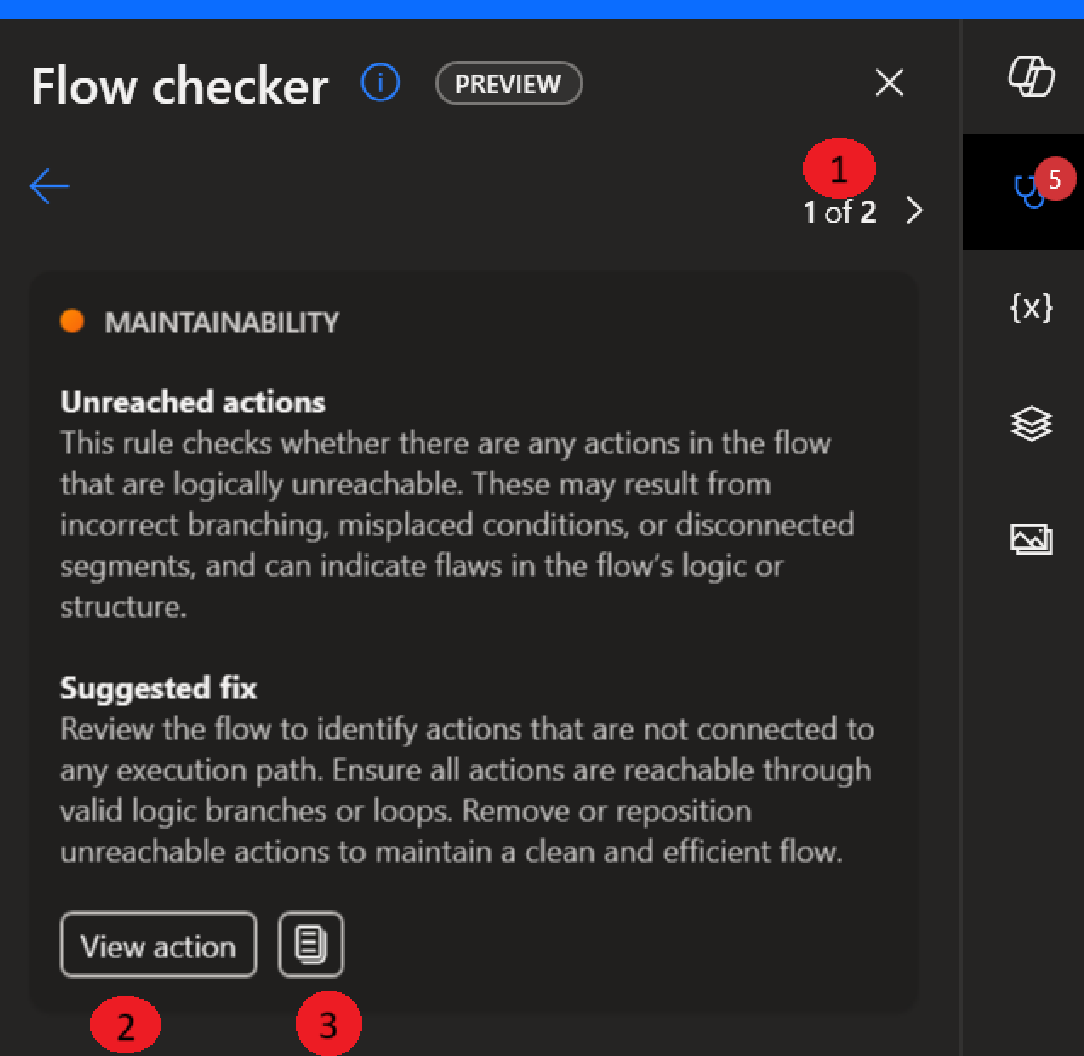 Flow checker
i
PREVIEW
1
5
1 of 2
{x}
MAINTAINABILITY
Unreached actions
This rule checks whether there are any actions in the flow
that are logically unreachable. These may result from
incorrect branching, misplaced conditions, or disconnected
segments, and can indicate flaws in the flow’s logic or
structure.
Suggested fix
Review the flow to identify actions that are not connected to
any execution path. Ensure all actions are reachable through
valid logic branches or loops. Remove or reposition
unreachable actions to maintain a clean and efficient flow.
View action
2
3